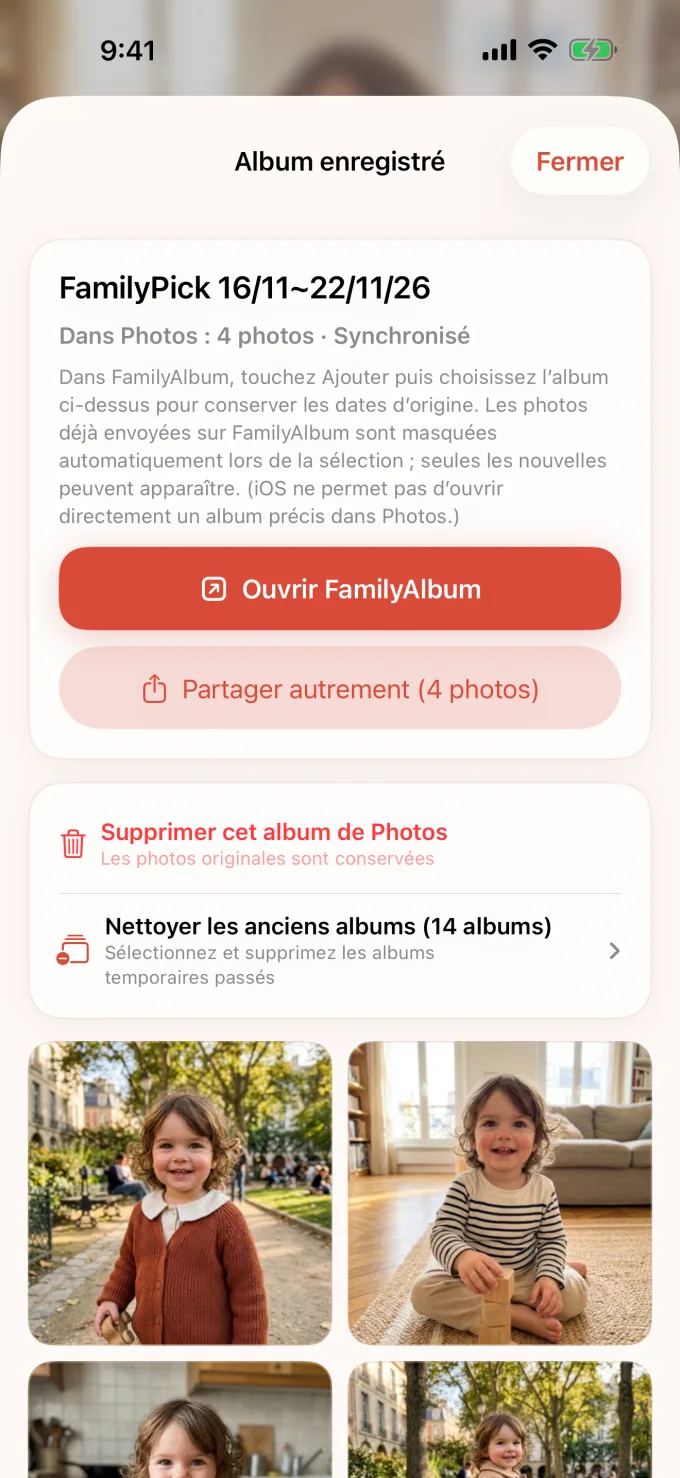 9:41
Album enregistré
Fermer
FamilyPick 16/11~22/11/26
Dans Photos : 4 photos · Synchronisé
Dans FamilyAlbum, touchez Ajouter puis choisissez l’album
ci-dessus pour conserver les dates d’origine. Les photos
déjà envoyées sur FamilyAlbum sont masquées
automatiquement lors de la sélection ; seules les nouvelles
peuvent apparaître. (iOS ne permet pas d’ouvrir
directement un album précis dans Photos.)
Ouvrir FamilyAlbum
Partager autrement (4 photos)
Supprimer cet album de Photos
Les photos originales sont conservées
Nettoyer les anciens albums (14 albums)
Sélectionnez et supprimez les albums
temporaires passés